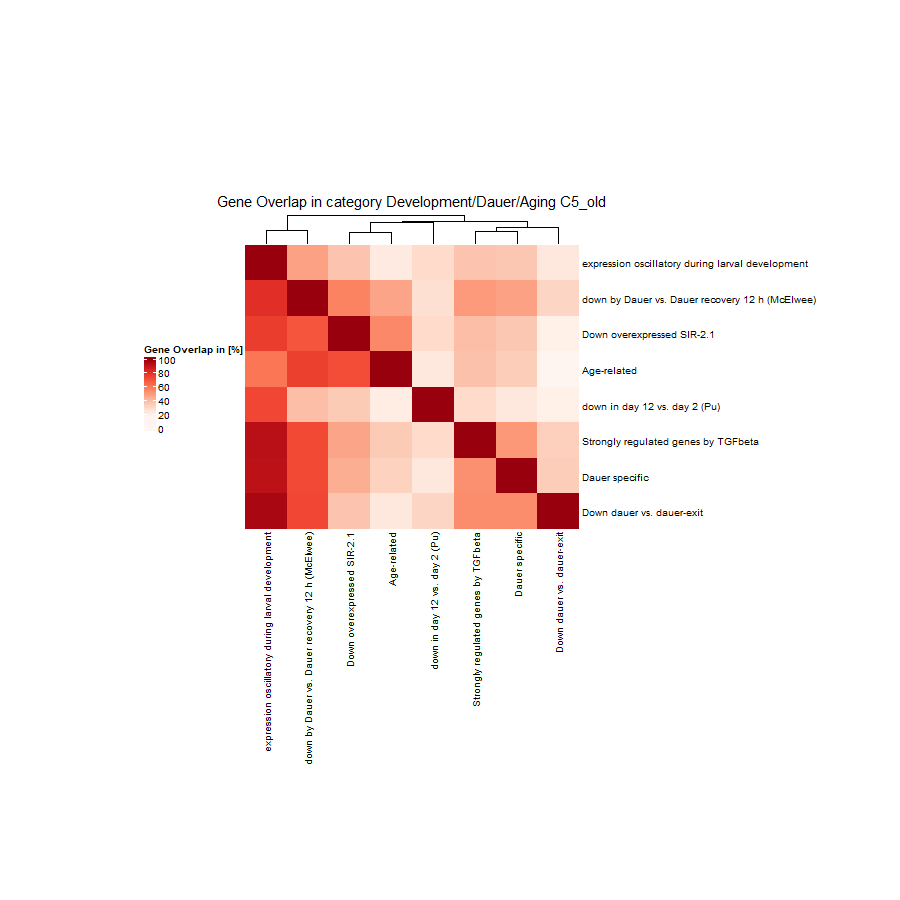 Gene Overlap in category Development/Dauer/Aging C5_old
expression oscillatory during larval development
down by Dauer vs. Dauer recovery 12 h (McElwee)
Down overexpressed SIR-2.1
Age-related
down in day 12 vs. day 2 (Pu)
Strongly regulated genes by TGFbeta
Dauer specific
Down dauer vs. dauer-exit
Gene Overlap in [%]
100
80
60
40
20
0
expression oscillatory during larval development
down by Dauer vs. Dauer recovery 12 h (McElwee)
Down overexpressed SIR-2.1
Age-related
down in day 12 vs. day 2 (Pu)
Strongly regulated genes by TGFbeta
Dauer specific
Down dauer vs. dauer-exit